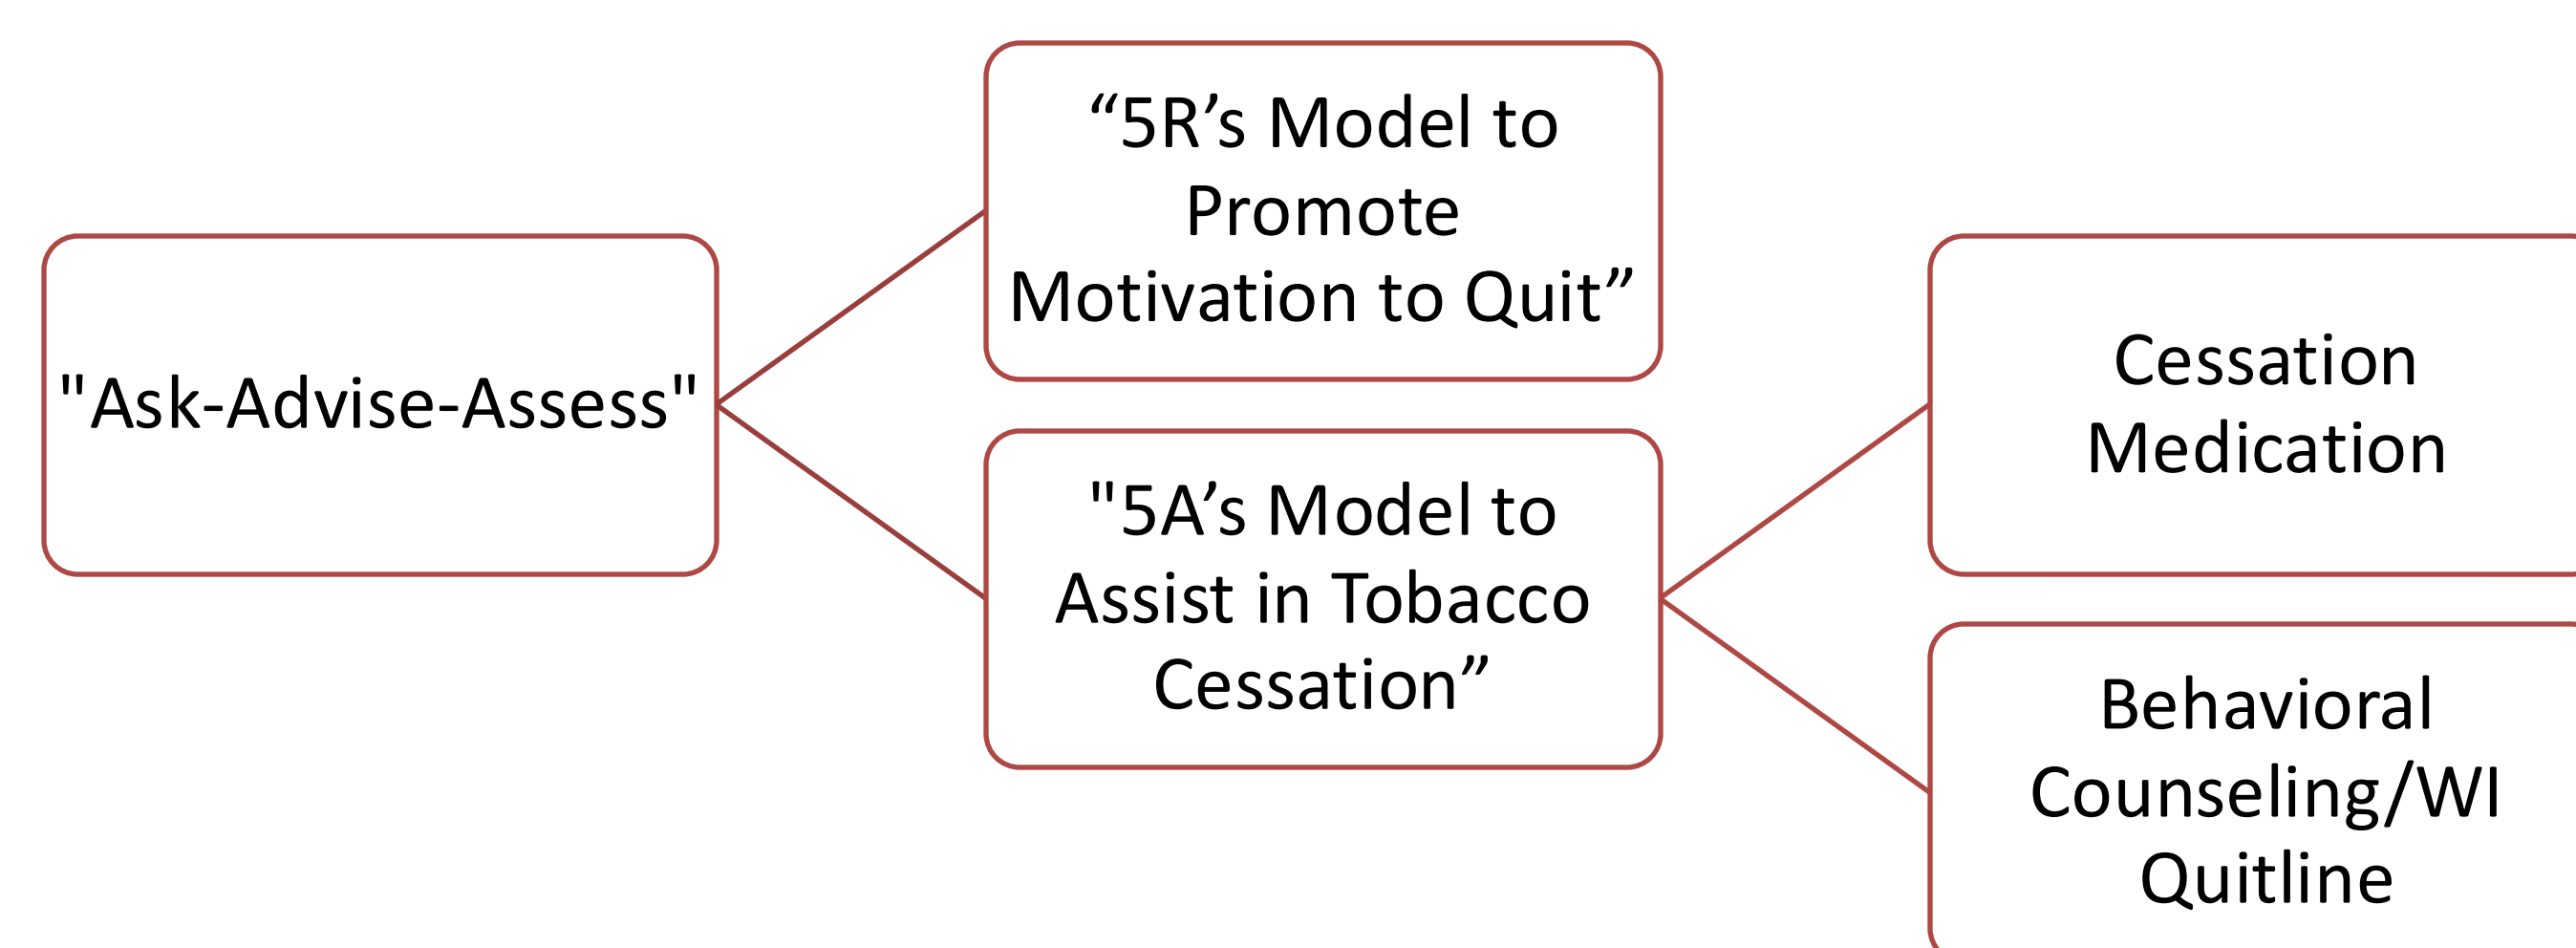 "Ask-Advise-Assess"
“5R’s Model to
Promote
Motivation to Quit”
"5A’s Model to
Assist in Tobacco
Cessation”
Cessation
Medication
Behavioral
Counseling/WI
Quitline